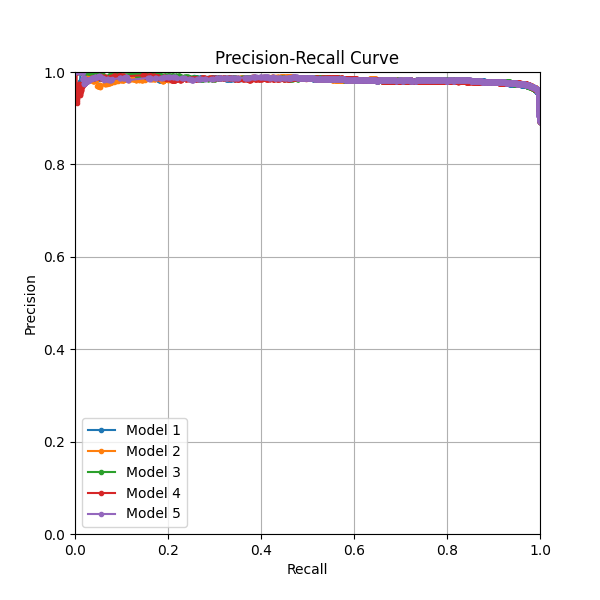 Precision-Recall Curve
1.0
0.8
0.6
0.4
0.2
0.0
Precision
Model 1
Model 2
Model 3
Model 4
Model 5
0.0 0.2 0.4 0.6 0.8 1.0
Recall